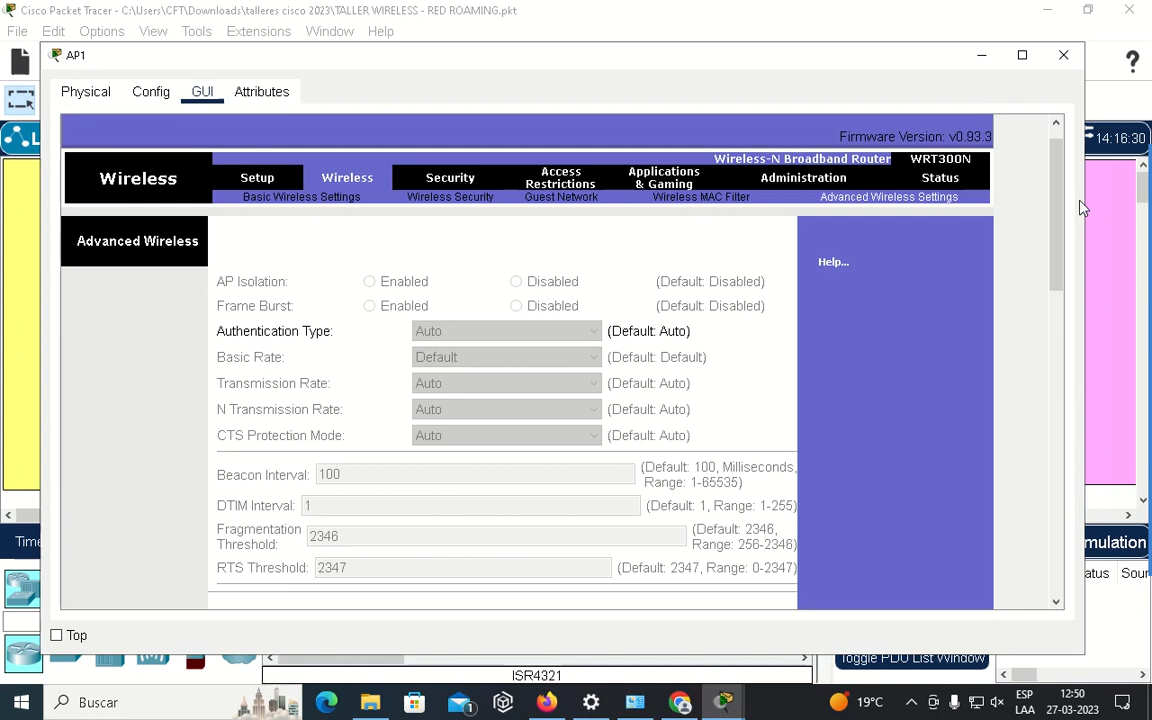 Cisco Packet Tracer - C:\Users\CFT\Downloads\talleres cisco 2023\TALLER WIRELESS - RED ROAMING.pkt
File Edit Options View Tools Extensions Window Help
AP1
?
Physical Config GUI Attributes
Firmware Version: v0.93.3
14:16:30
Wireless-N Broadband Router WRT300N
Wireless Setup Wireless Security Access Restrictions Applications & Gaming Administration Status
Basic Wireless Settings Wireless Security Guest Network Wireless MAC Filter Advanced Wireless Settings
Advanced Wireless
Help...
AP Isolation: Enabled Disabled (Default: Disabled)
Frame Burst: Enabled Disabled (Default: Disabled)
Authentication Type: Auto (Default: Auto)
Basic Rate: Default (Default: Default)
Transmission Rate: Auto (Default: Auto)
N Transmission Rate: Auto (Default: Auto)
CTS Protection Mode: Auto (Default: Auto)
Beacon Interval: 100 (Default: 100, Milliseconds, Range: 1-65535)
DTIM Interval: 1 (Default: 1, Range: 1-255)
Fragmentation Threshold: 2346 (Default: 2346, Range: 256-2346)
RTS Threshold: 2347 (Default: 2347, Range: 0-2347)
Time
mulation
atus Sour
Top
Toggle PDU List Window
ISR4321
Buscar
1
19°C
ESP
LAA
12:50
27-03-2023